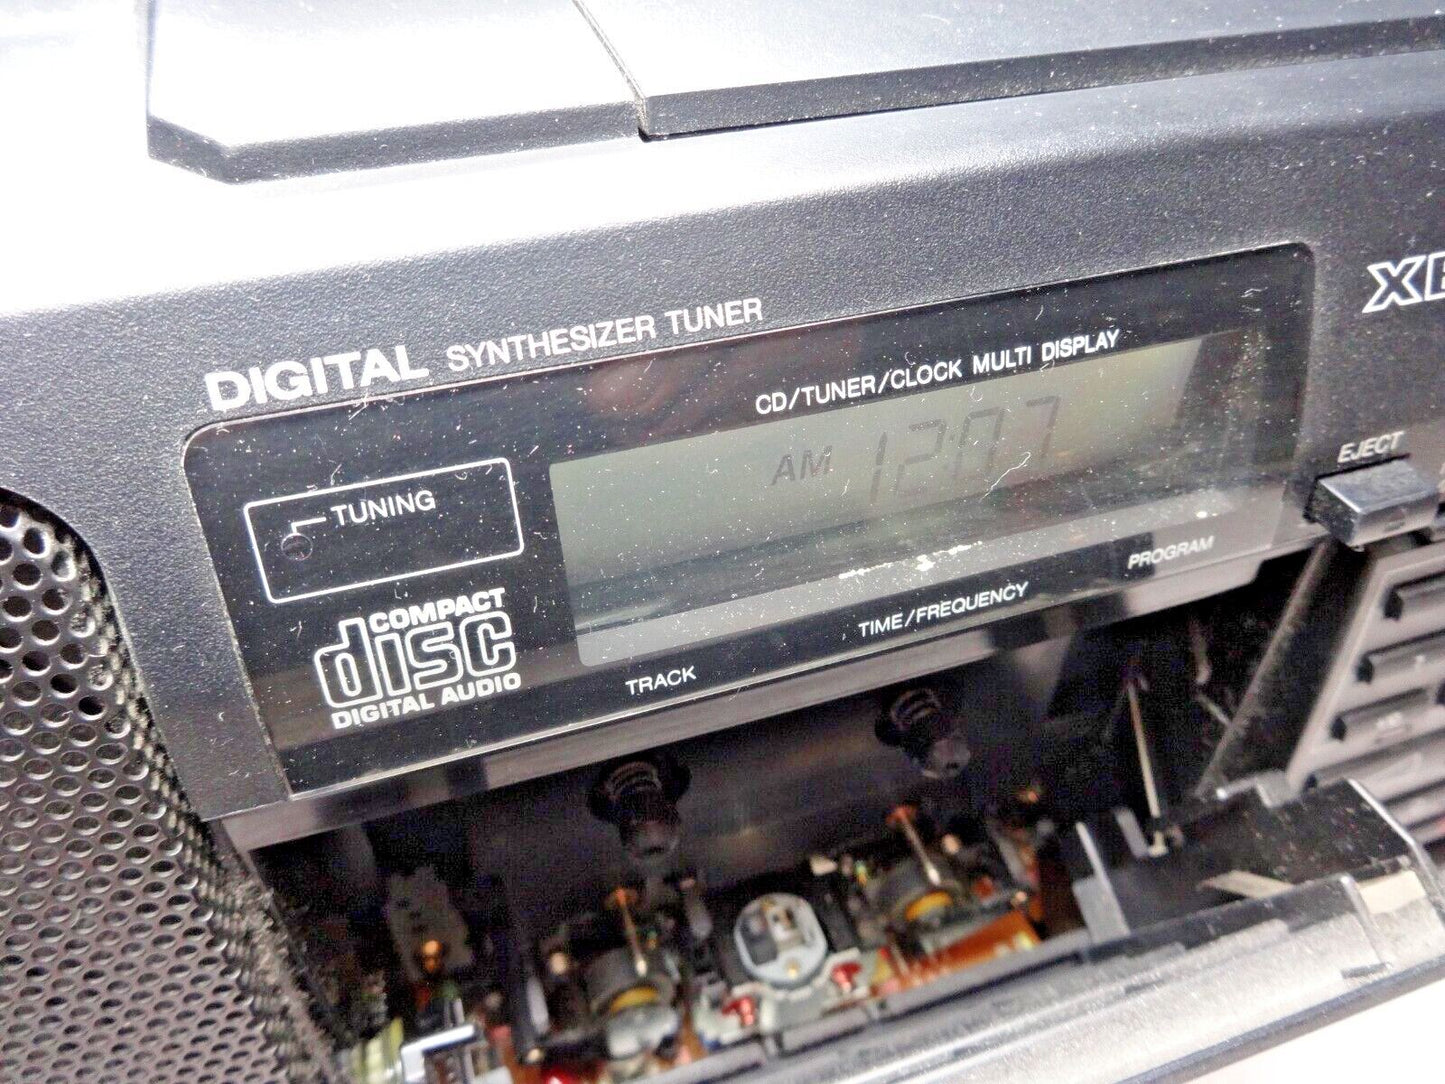 DIGITAL SYNTHESIZER TUNER
CD/TUNER/CLOCK MULTI DISPLAY
TUNING
AM 12:07
EJECT
COMPACT
disc
DIGITAL AUDIO
TRACK
TIME/FREQUENCY
PROGRAM